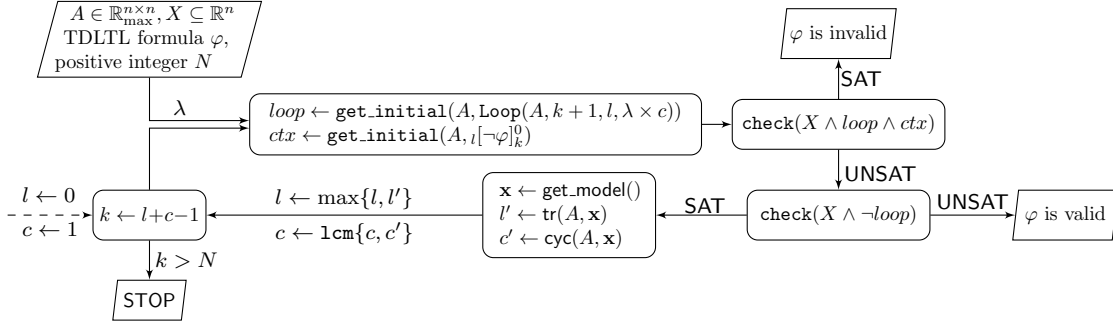 A ∈ ℝ_max^{n×n}, X ⊆ ℝ^n
TDLTL formula φ,
positive integer N
λ
loop ← get_initial(A, Loop(A, k + 1, l, λ × c))
ctx ← get_initial(A, _l[¬φ]_k^0)
φ is invalid
SAT
check(X ∧ loop ∧ ctx)
UNSAT
check(X ∧ ¬loop)
UNSAT
φ is valid
SAT
x ← get_model()
l′ ← tr(A, x)
c′ ← cyc(A, x)
l ← max{l, l′}
c ← lcm{c, c′}
l ← 0
c ← 1
k ← l+c−1
k > N
STOP